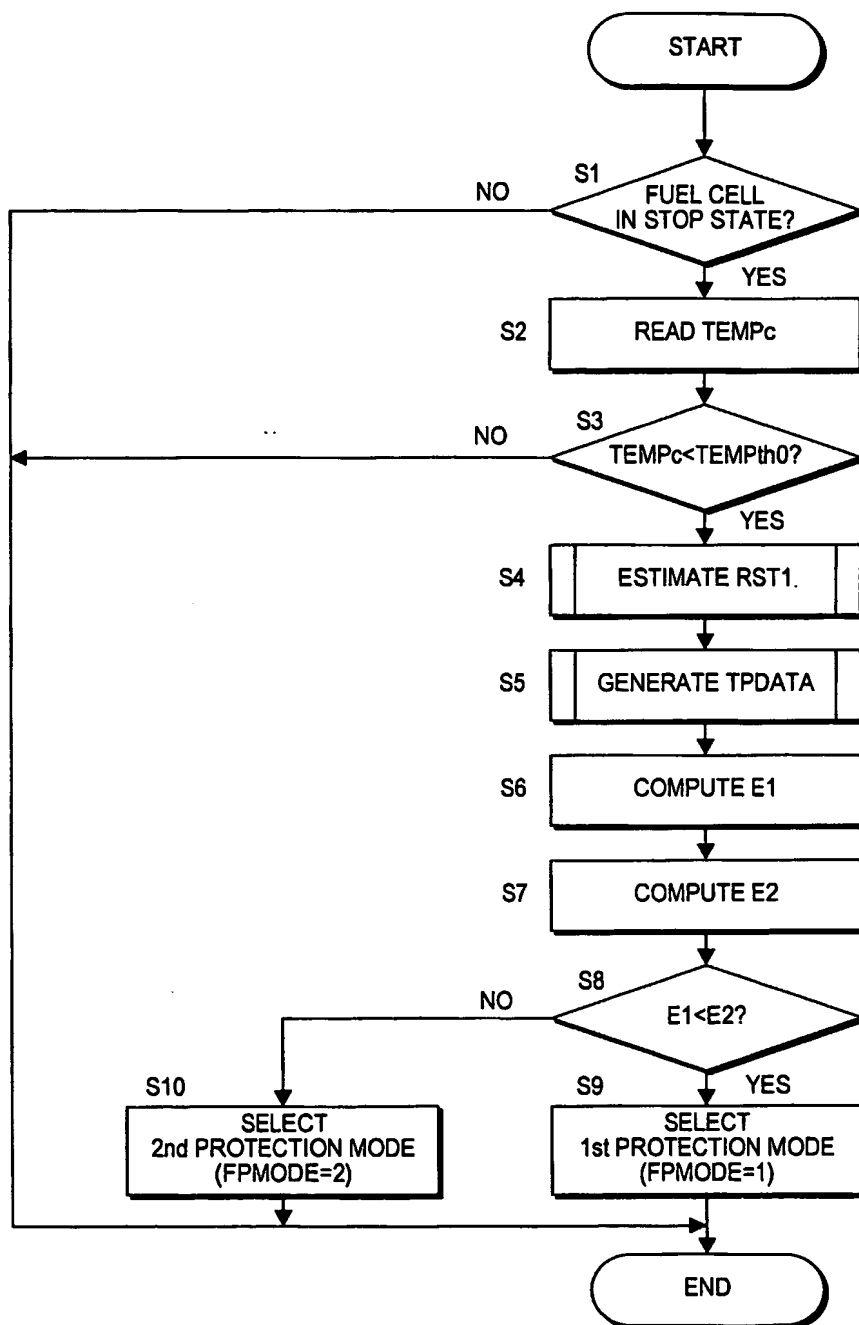 START
S1
NO
FUEL CELL
IN STOP STATE?
YES
S2
READ TEMPc
S3
NO
TEMPc<TEMPth0?
YES
S4
ESTIMATE RST1.
S5
GENERATE TPDATA
S6
COMPUTE E1
S7
COMPUTE E2
S8
NO
E1<E2?
S10
S9
YES
SELECT
2nd PROTECTION MODE
(FPMODE=2)
SELECT
1st PROTECTION MODE
(FPMODE=1)
END